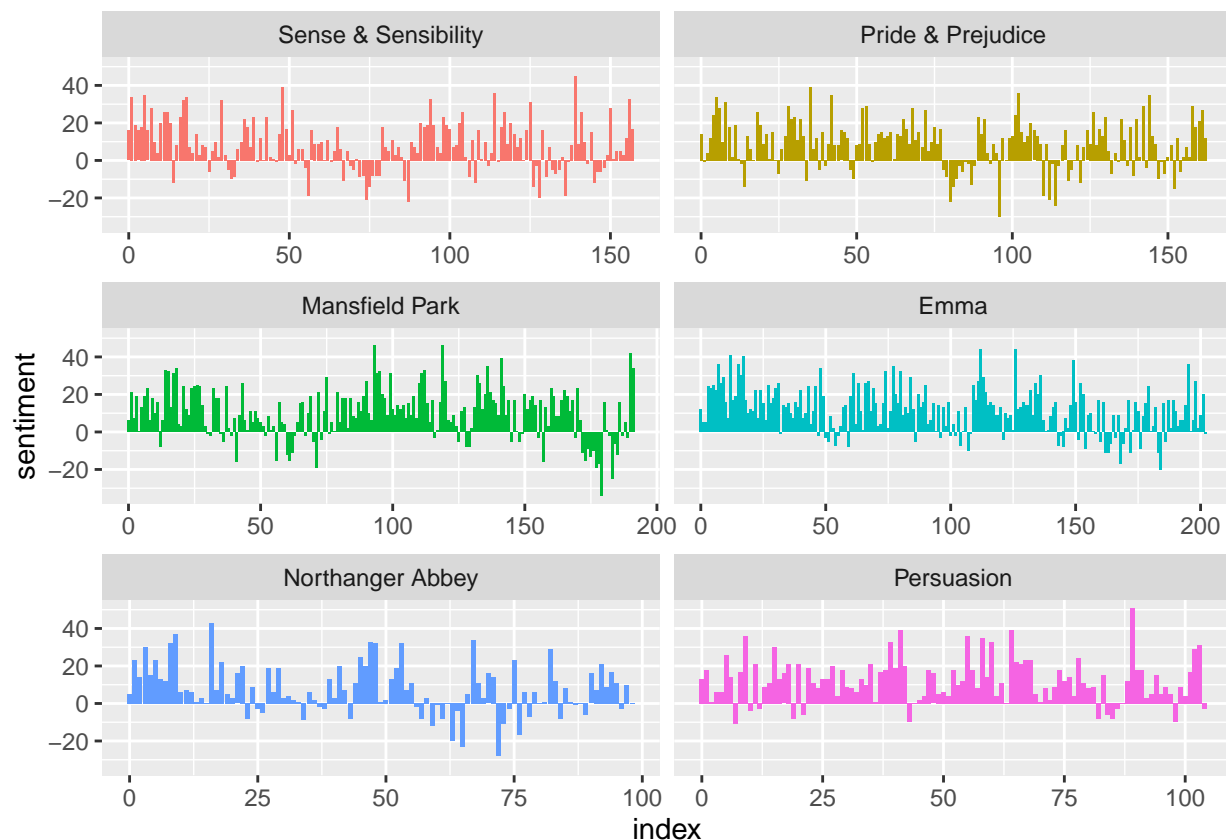 Sense & Sensibility
Pride & Prejudice
40
20
0
−20
0 50 100 150
0 50 100 150
Mansfield Park
Emma
40
20
0
−20
0 50 100 150 200
0 50 100 150 200
Northanger Abbey
Persuasion
40
20
0
−20
0 25 50 75 100
0 25 50 75 100
sentiment
index